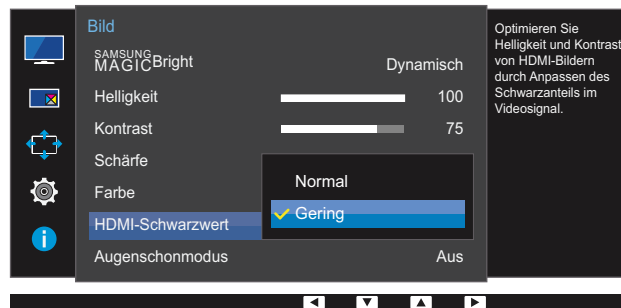 Bild
SAMSUNG
MAGICBright Dynamisch
Helligkeit 100
Kontrast 75
Schärfe
Farbe
HDMI-Schwarzwert
Augenschonmodus Aus
Normal
Gering
Optimieren Sie
Helligkeit und Kontrast
von HDMI-Bildern
durch Anpassen des
Schwarzanteils im
Videosignal.